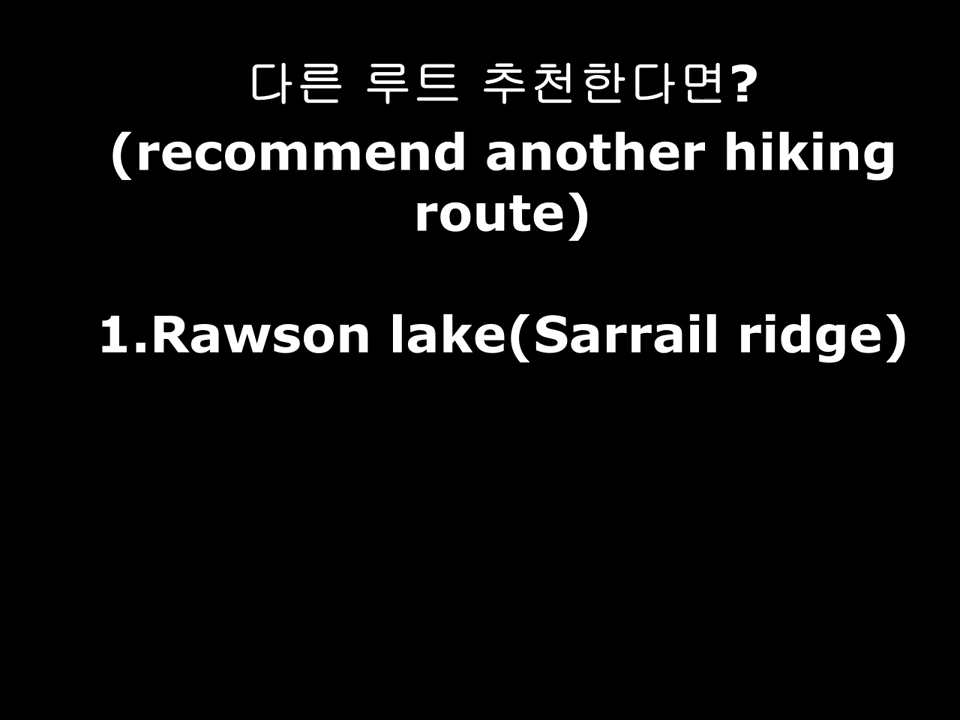 다른 루트 추천한다면?
(recommend another hiking
route)
1.Rawson lake(Sarrail ridge)